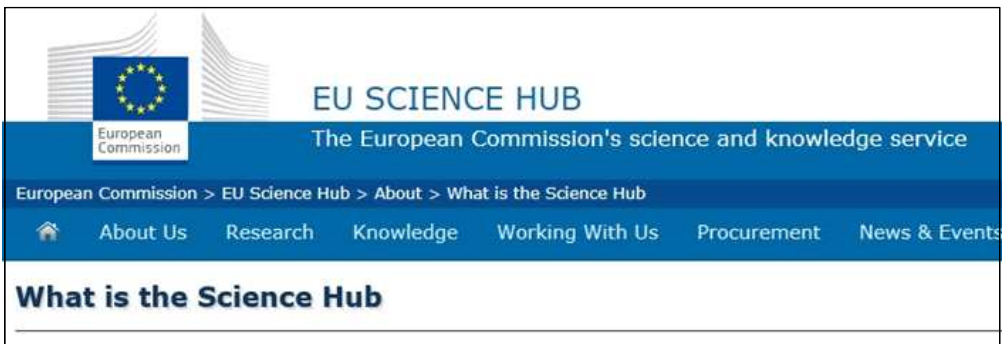 EU SCIENCE HUB
European
Commission
The European Commission's science and knowledge service
European Commission > EU Science Hub > About > What is the Science Hub
About Us Research Knowledge Working With Us Procurement News & Events
What is the Science Hub